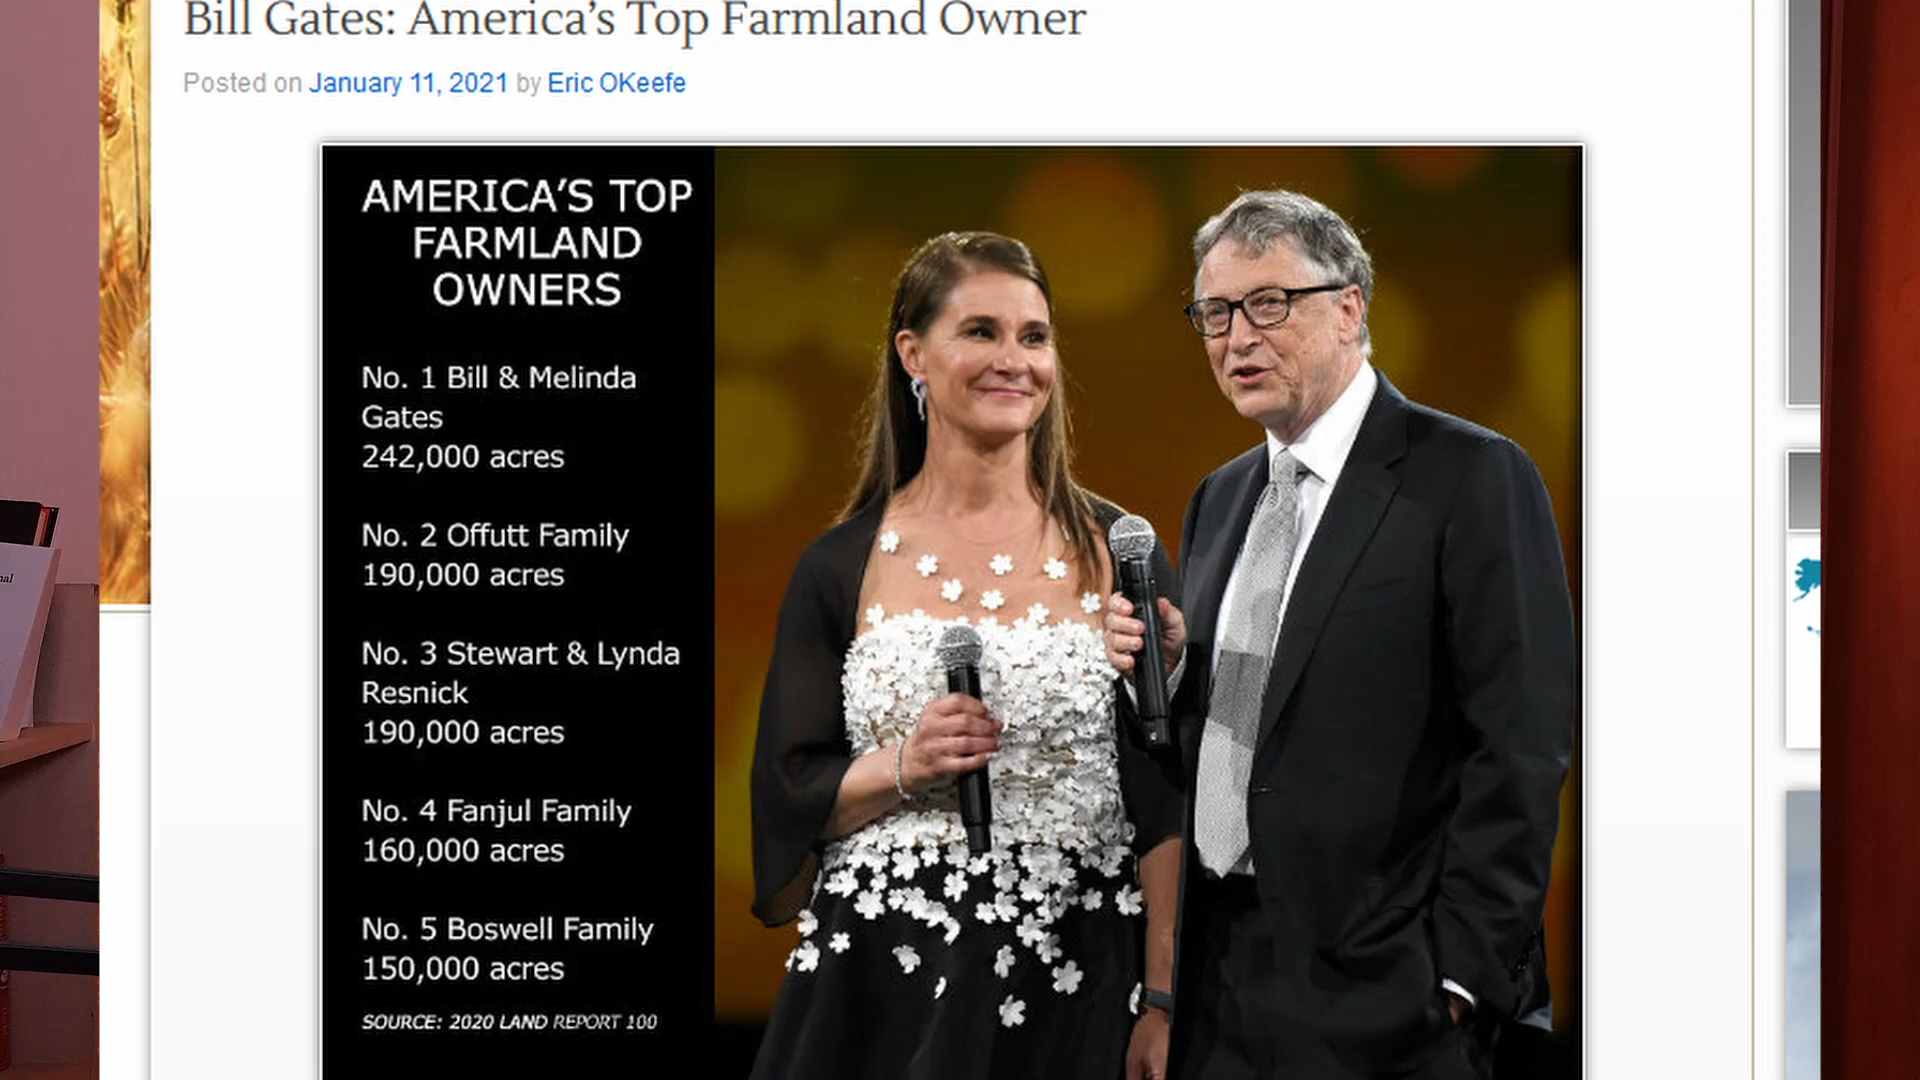 Bill Gates: America's Top Farmland Owner
Posted on January 11, 2021 by Eric OKeefe
AMERICA'S TOP
FARMLAND
OWNERS
No. 1 Bill & Melinda
Gates
242,000 acres
No. 2 Offutt Family
190,000 acres
No. 3 Stewart & Lynda
Resnick
190,000 acres
No. 4 Fanjul Family
160,000 acres
No. 5 Boswell Family
150,000 acres
SOURCE: 2020 LAND REPORT 100